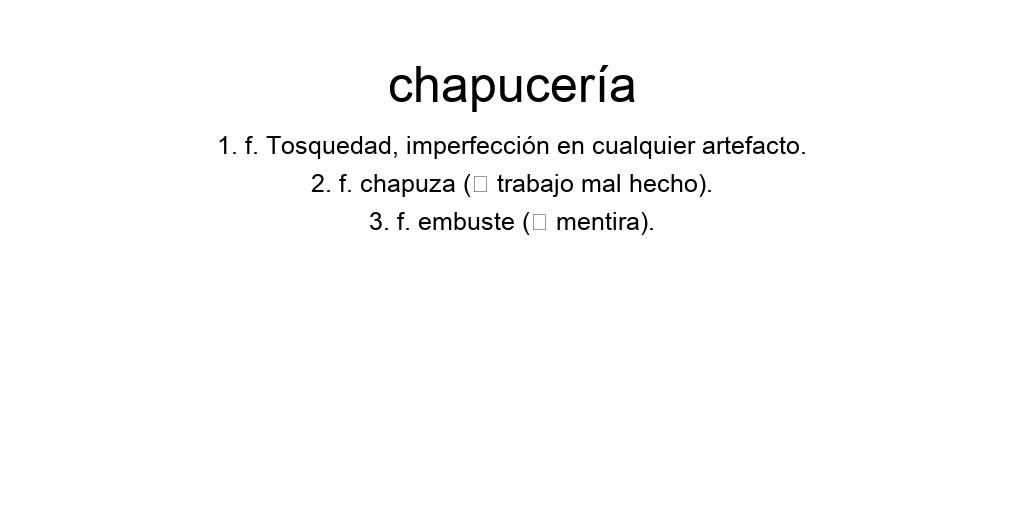 chapucería
1. f. Tosquedad, imperfección en cualquier artefacto.
2. f. chapuza (□ trabajo mal hecho).
3. f. embuste (□ mentira).